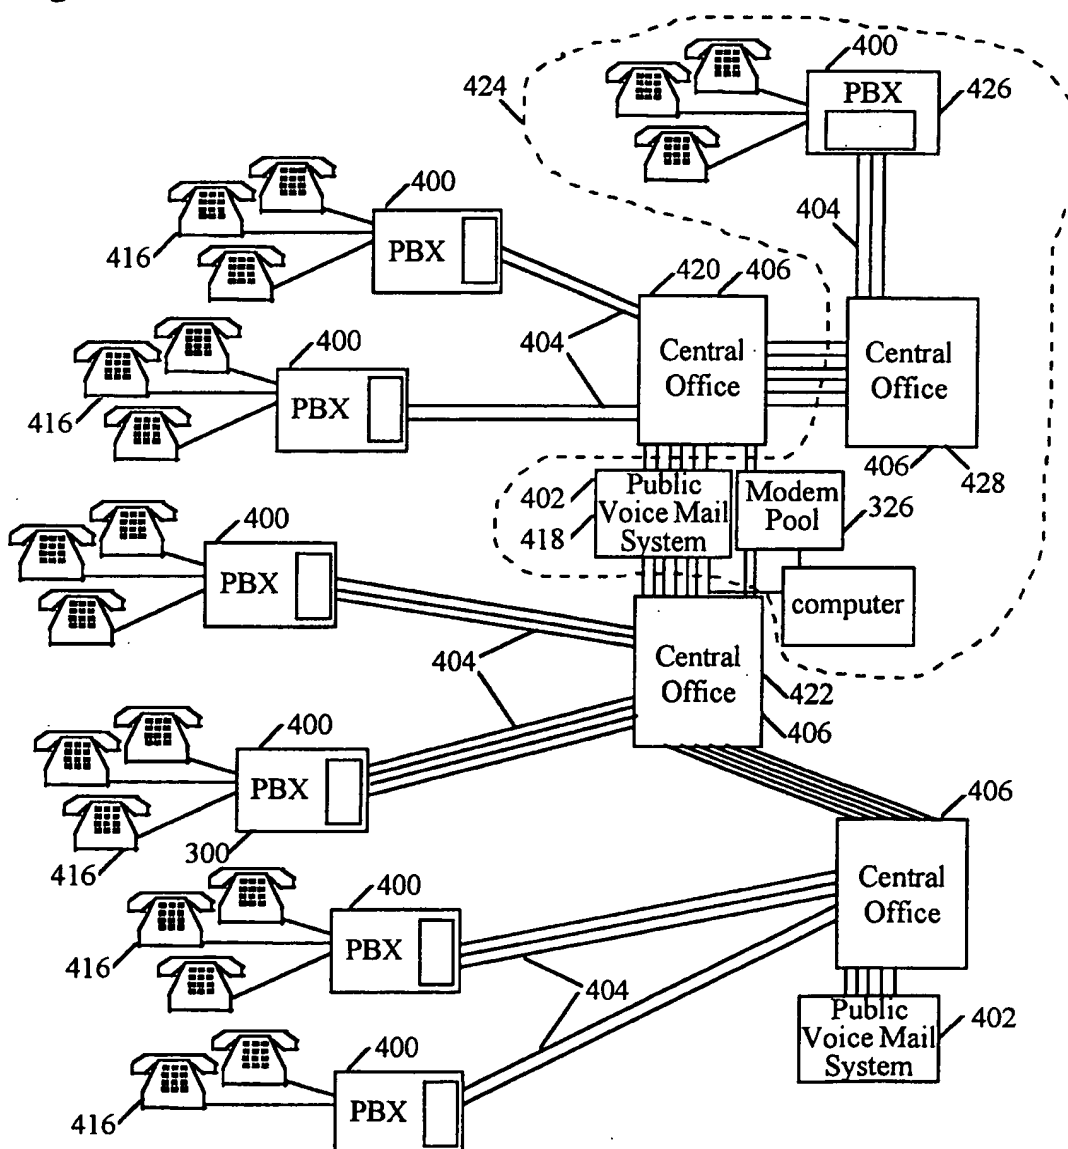 400
PBX
426
424
400
PBX
416
404
420
406
400
PBX
416
404
Central
Office
Central
Office
406
428
402
418
Public
Voice Mail
System
Modem
Pool
326
400
PBX
computer
404
Central
Office
422
406
400
PBX
300
416
406
400
PBX
416
Central
Office
404
400
PBX
416
Public
Voice Mail
System
402